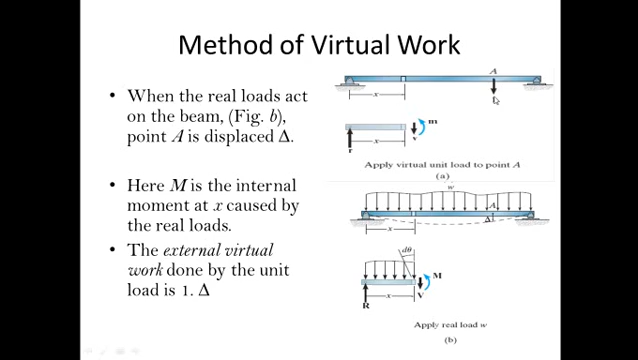 Method of Virtual Work
• When the real loads act
on the beam, (Fig. b),
point A is displaced Δ.
• Here M is the internal
moment at x caused by
the real loads.
• The external virtual
work done by the unit
load is 1. Δ
A
x
m
v
x
r
Apply virtual unit load to point A
(a)
w
A
Δ
x
dθ
M
x
V
R
Apply real load w
(b)